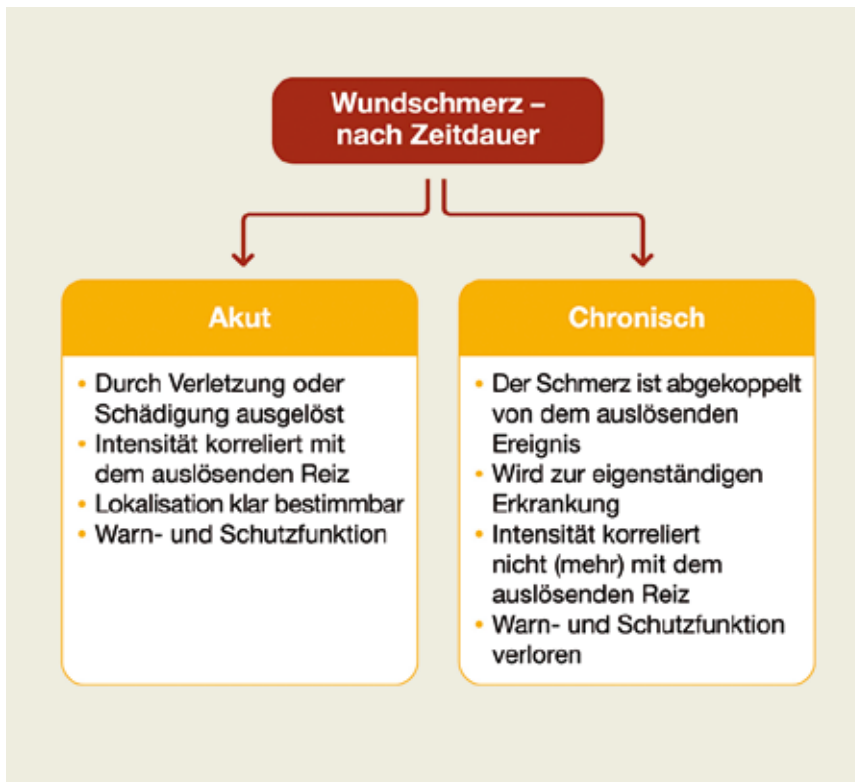 Wundschmerz –
nach Zeitdauer
Akut
• Durch Verletzung oder
Schädigung ausgelöst
• Intensität korreliert mit
dem auslösenden Reiz
• Lokalisation klar bestimmbar
• Warn- und Schutzfunktion
Chronisch
• Der Schmerz ist abgekoppelt
von dem auslösenden
Ereignis
• Wird zur eigenständigen
Erkrankung
• Intensität korreliert
nicht (mehr) mit dem
auslösenden Reiz
• Warn- und Schutzfunktion
verloren